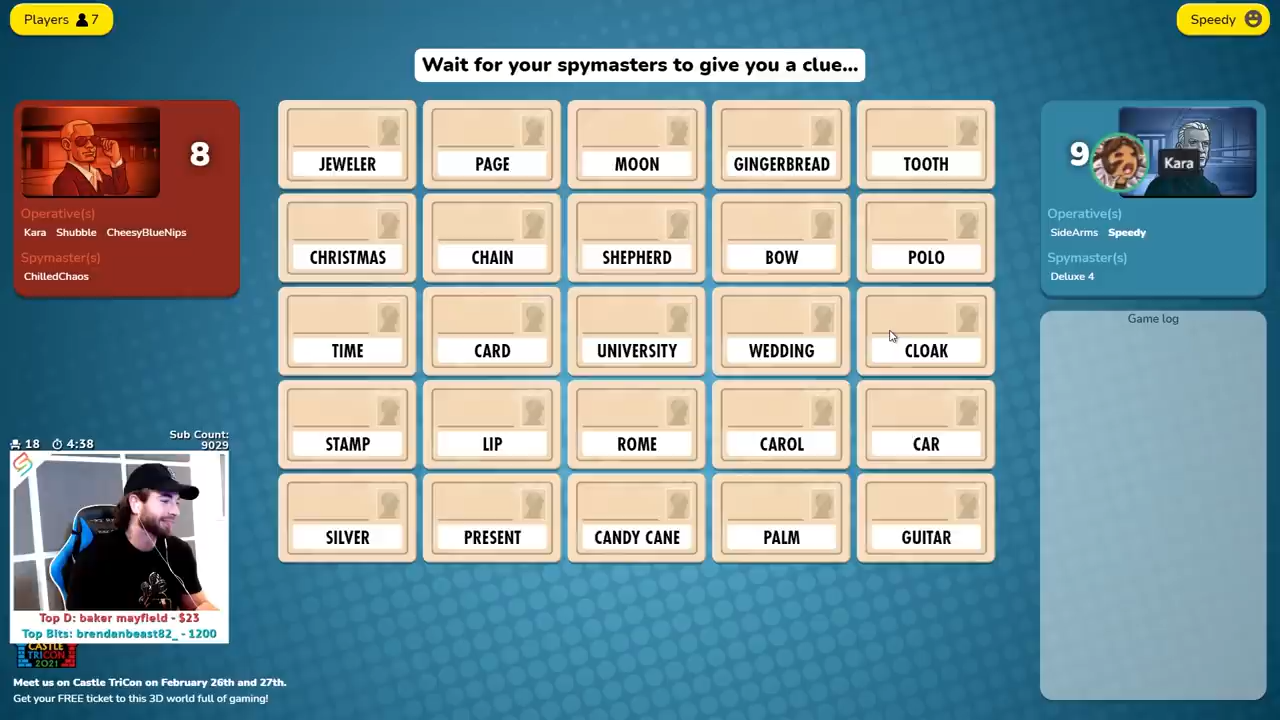 Players 7
Speedy
Wait for your spymasters to give you a clue...
8
Operative(s)
Kara Shubble CheesyBlueNips
Spymaster(s)
ChilledChaos
9
Kara
Operative(s)
SideArms Speedy
Spymaster(s)
Deluxe 4
Game log
JEWELER PAGE MOON GINGERBREAD TOOTH
CHRISTMAS CHAIN SHEPHERD BOW POLO
TIME CARD UNIVERSITY WEDDING CLOAK
STAMP LIP ROME CAROL CAR
SILVER PRESENT CANDY CANE PALM GUITAR
18 4:38
Sub Count:
9029
Top D: baker mayfield - $23
Top Bits: brendanbeast82_ - 1200
CASTLE
TRICON
2021
Meet us on Castle TriCon on February 26th and 27th.
Get your FREE ticket to this 3D world full of gaming!